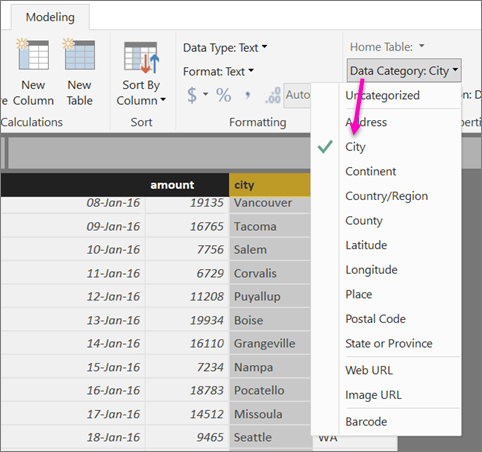 Modeling
New Column
New Table
Calculations
Sort By Column
Sort
Data Type: Text
Format: Text
$ % ,
Auto
Formatting
Home Table:
Data Category: City
Uncategorized
Address
City
Continent
Country/Region
County
Latitude
Longitude
Place
Postal Code
State or Province
Web URL
Image URL
Barcode
amount city
08-Jan-16 19135 Vancouver
09-Jan-16 16765 Tacoma
10-Jan-16 7756 Salem
11-Jan-16 6729 Corvalis
12-Jan-16 11208 Puyallup
13-Jan-16 19934 Boise
14-Jan-16 16110 Grangeville
15-Jan-16 7234 Nampa
16-Jan-16 18783 Pocatello
17-Jan-16 14512 Missoula
18-Jan-16 9465 Seattle WA